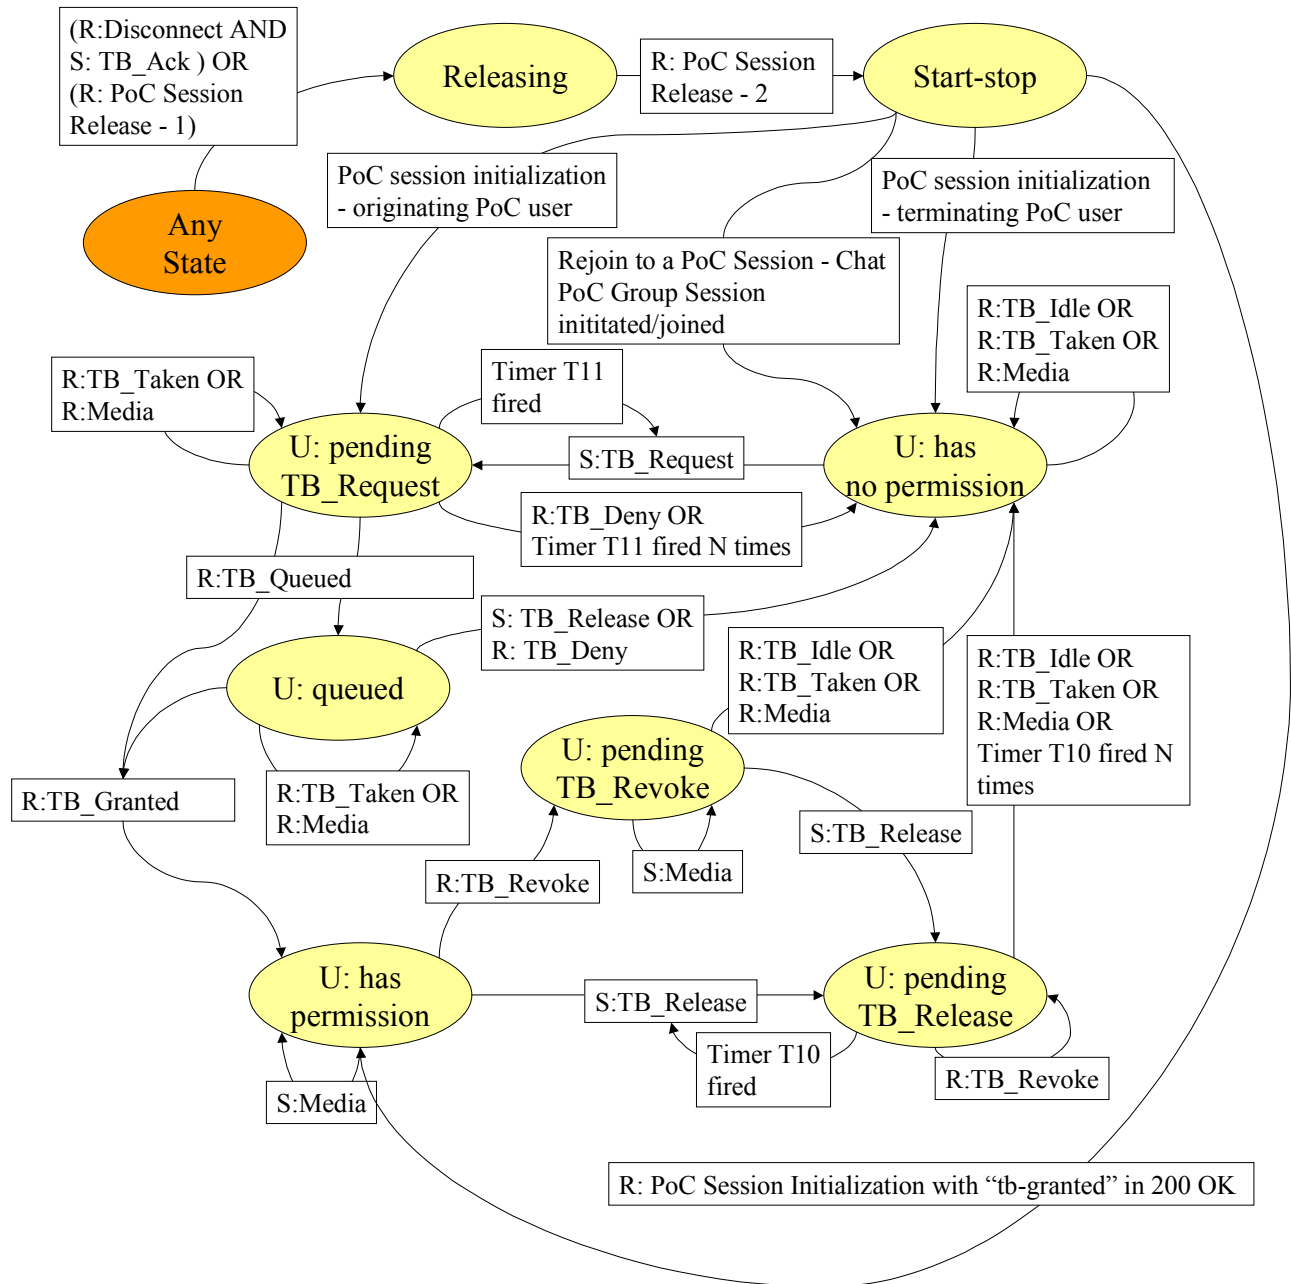 (R:Disconnect AND
S: TB_Ack ) OR
(R: PoC Session
Release - 1)
Releasing
R: PoC Session
Release - 2
Start-stop
Any
State
PoC session initialization
- originating PoC user
PoC session initialization
- terminating PoC user
Rejoin to a PoC Session - Chat
PoC Group Session
inititated/joined
R:TB_Idle OR
R:TB_Taken OR
R:Media
R:TB_Taken OR
R:Media
Timer T11
fired
U: pending
TB_Request
S:TB_Request
U: has
no permission
R:TB_Deny OR
Timer T11 fired N times
R:TB_Queued
S: TB_Release OR
R: TB_Deny
R:TB_Idle OR
R:TB_Taken OR
R:Media
R:TB_Idle OR
R:TB_Taken OR
R:Media OR
Timer T10 fired N
times
U: queued
U: pending
TB_Revoke
R:TB_Granted
R:TB_Taken OR
R:Media
S:TB_Release
R:TB_Revoke
S:Media
U: has
permission
S:TB_Release
U: pending
TB_Release
Timer T10
fired
R:TB_Revoke
S:Media
R: PoC Session Initialization with “tb-granted” in 200 OK